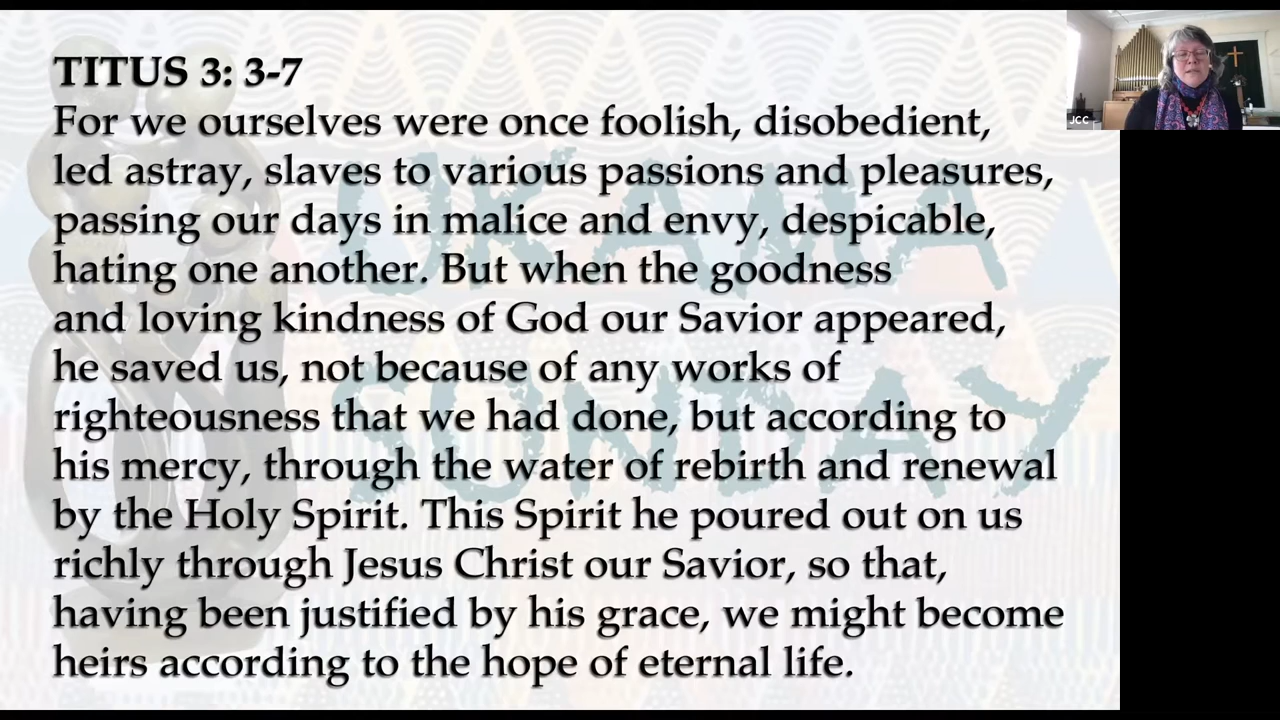 TITUS 3: 3-7
For we ourselves were once foolish, disobedient,
led astray, slaves to various passions and pleasures,
passing our days in malice and envy, despicable,
hating one another. But when the goodness
and loving kindness of God our Savior appeared,
he saved us, not because of any works of
righteousness that we had done, but according to
his mercy, through the water of rebirth and renewal
by the Holy Spirit. This Spirit he poured out on us
richly through Jesus Christ our Savior, so that,
having been justified by his grace, we might become
heirs according to the hope of eternal life.
UKAMA
SUNDAY
JCC